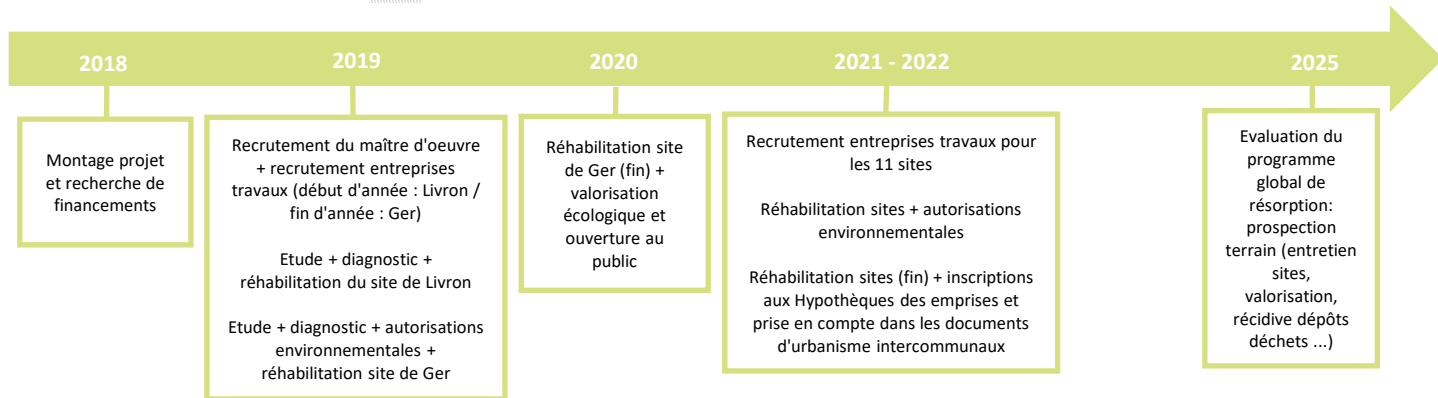 2018
2019
2020
2021 - 2022
2025
Montage projet
et recherche de
financements
Recrutement du maître d'oeuvre
+ recrutement entreprises
travaux (début d'année : Livron /
fin d'année : Ger)
Etude + diagnostic +
réhabilitation du site de Livron
Etude + diagnostic + autorisations
environnementales +
réhabilitation site de Ger
Réhabilitation site
de Ger (fin) +
valorisation
écologique et
ouverture au
public
Recrutement entreprises travaux pour
les 11 sites
Réhabilitation sites + autorisations
environnementales
Réhabilitation sites (fin) + inscriptions
aux Hypothèques des emprises et
prise en compte dans les documents
d'urbanisme intercommunaux
Evaluation du
programme
global de
résorption:
prospection
terrain (entretien
sites,
valorisation,
récidive dépôts
déchets ...)